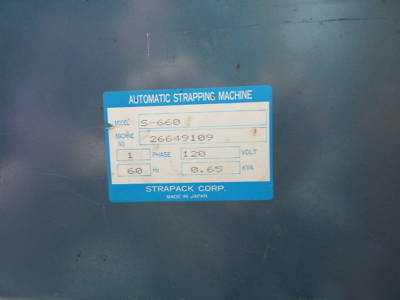 AUTOMATIC STRAPPING MACHINE
MODEL S-660
MACHINE NO. 26649109
1 PHASE 120 VOLT
60 Hz 0.65 KVA
STRAPACK CORP.
MADE IN JAPAN